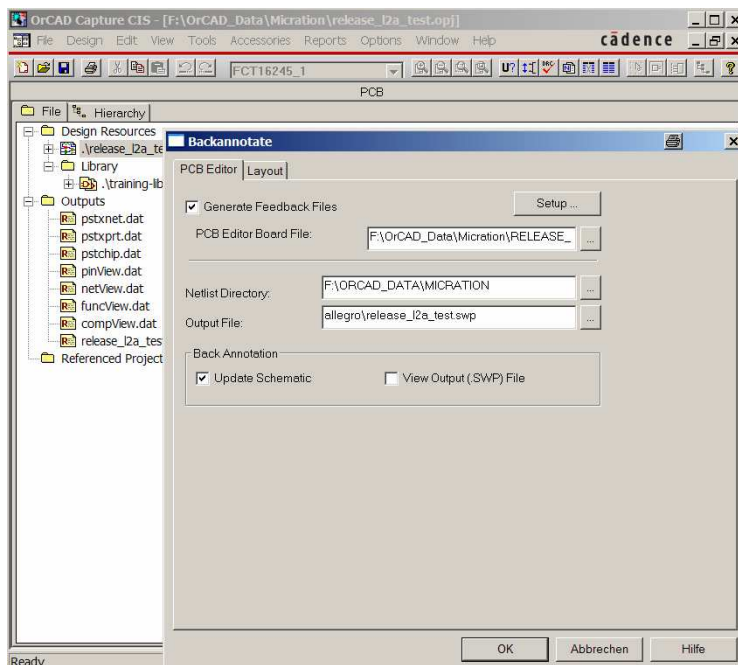 OrCAD Capture CIS - [F:\OrCAD_Data\Micration\release_l2a_test.opj]
File Design Edit View Tools Accessories Reports Options Window Help
cādence
FCT16245_1
U?
PCB
File
Hierarchy
Design Resources
.\release_l2a_te
Library
.\training-lib
Outputs
pstxnet.dat
pstxprt.dat
pstchip.dat
pinView.dat
netView.dat
funcView.dat
compView.dat
release_l2a_tes
Referenced Project
Backannotate
PCB Editor
Layout
Generate Feedback Files
Setup ...
PCB Editor Board File:
F:\OrCAD_Data\Micration\RELEASE_
...
Netlist Directory:
F:\ORCAD_DATA\MICRATION
...
Output File:
allegro\release_l2a_test.swp
...
Back Annotation
Update Schematic
View Output (.SWP) File
OK
Abbrechen
Hilfe
Ready